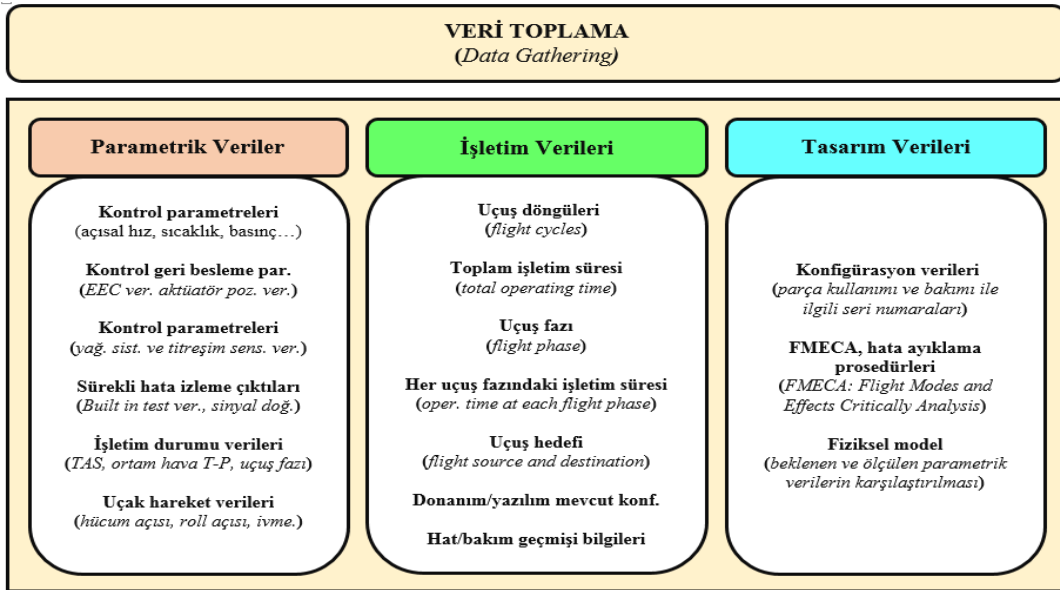 VERİ TOPLAMA
(Data Gathering)
Parametrik Veriler
Kontrol parametreleri
(açısal hız, sıcaklık, basınç…)
Kontrol geri besleme par.
(EEC ver. aktüatör poz. ver.)
Kontrol parametreleri
(yağ. sist. ve titreşim sens. ver.)
Sürekli hata izleme çıktıları
(Built in test ver., sinyal doğ.)
İşletim durumu verileri
(TAS, ortam hava T-P, uçuş fazı)
Uçak hareket verileri
(hücum açısı, roll açısı, ivme.)
İşletim Verileri
Uçuş döngüleri
(flight cycles)
Toplam işletim süresi
(total operating time)
Uçuş fazı
(flight phase)
Her uçuş fazındaki işletim süresi
(oper. time at each flight phase)
Uçuş hedefi
(flight source and destination)
Donanım/yazılım mevcut konf.
Hat/bakım geçmişi bilgileri
Tasarım Verileri
Konfigürasyon verileri
(parça kullanımı ve bakımı ile
ilgili seri numaraları)
FMECA, hata ayıklama
prosedürleri
(FMECA: Flight Modes and
Effects Critically Analysis)
Fiziksel model
(beklenen ve ölçülen parametrik
verilerin karşılaştırılması)